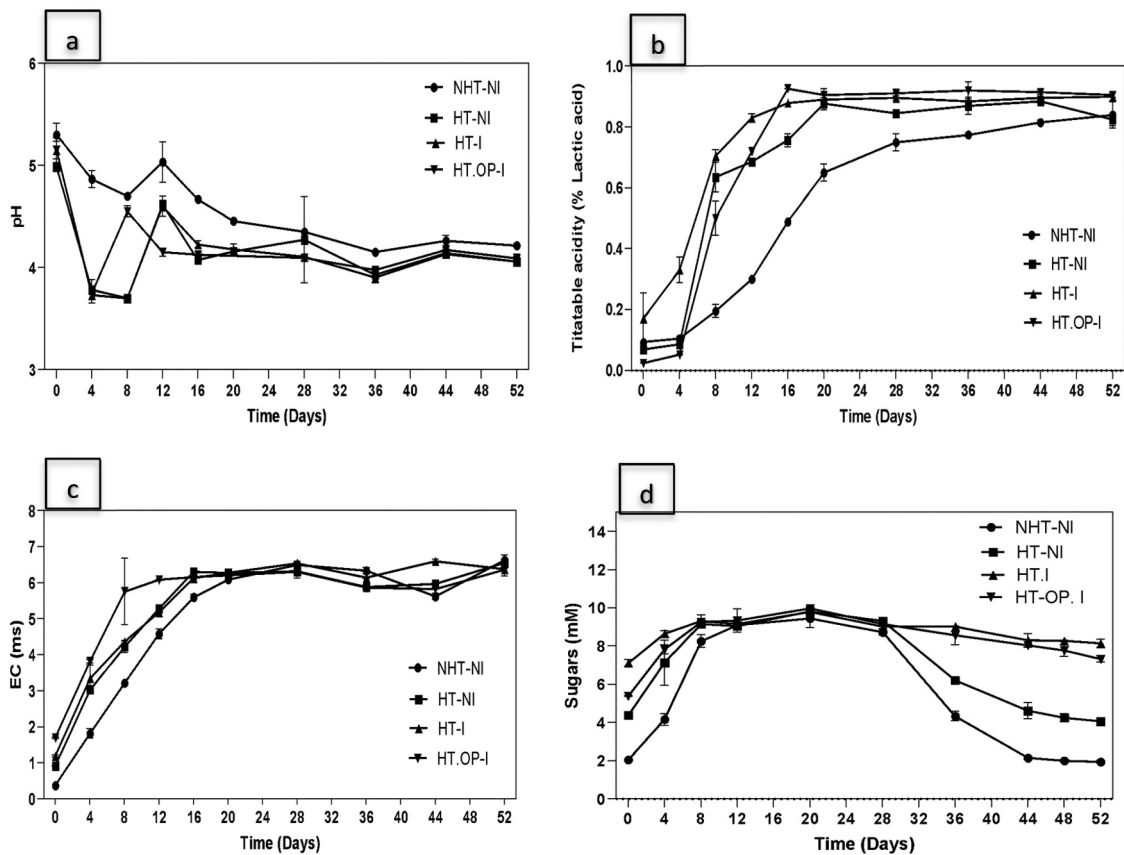 a
6
5
4
3
pH
NHT-NI
HT-NI
HT-I
HT.OP-I
0 4 8 12 16 20 24 28 32 36 40 44 48 52
Time (Days)
b
1.0
0.8
0.6
0.4
0.2
0.0
Titatable acidity (% Lactic acid)
NHT-NI
HT-NI
HT-I
HT.OP-I
0 4 8 12 16 20 24 28 32 36 40 44 48 52
Time (Days)
c
8
7
6
5
4
3
2
1
0
EC (ms)
NHT-NI
HT-NI
HT-I
HT.OP-I
0 4 8 12 16 20 24 28 32 36 40 44 48 52
Time (Days)
d
14
12
10
8
6
4
2
0
Sugars (mM)
NHT-NI
HT-NI
HT.I
HT-OP. I
0 4 8 12 16 20 24 28 32 36 40 44 48 52
Time (Days)